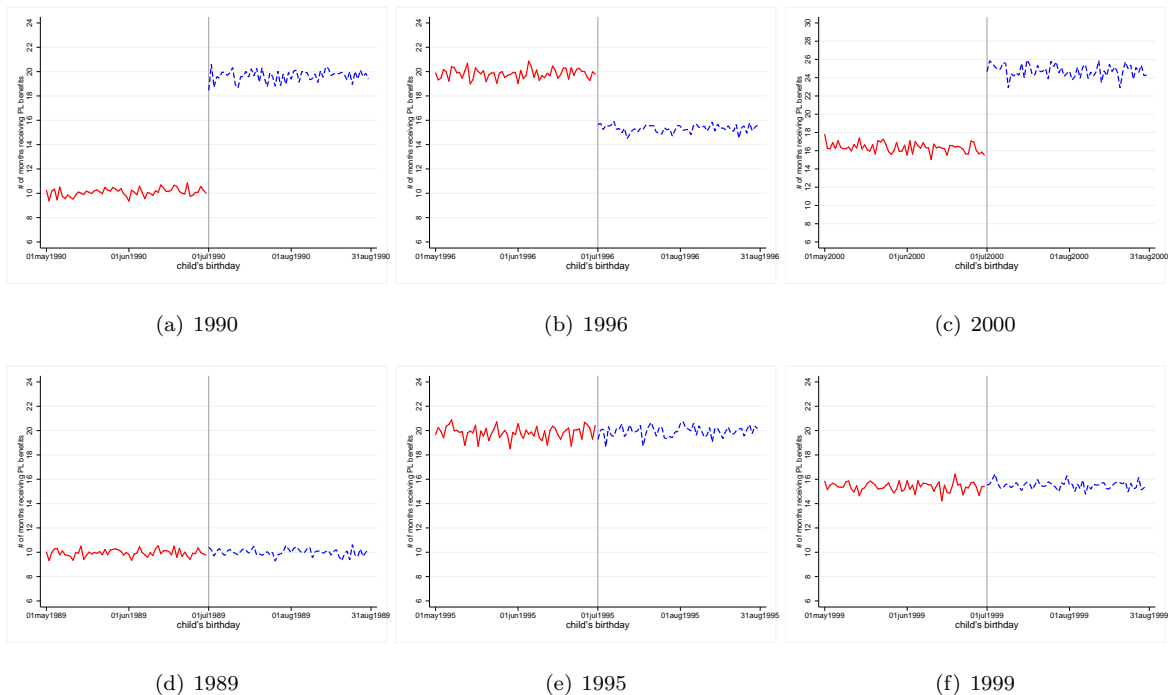 # of months receiving PL benefits
24
22
20
18
16
14
12
10
8
6
01may1990 01jun1990 01jul1990 01aug1990 31aug1990
child's birthday
(a) 1990
# of months receiving PL benefits
24
22
20
18
16
14
12
10
8
6
01may1996 01jun1996 01jul1996 01aug1996 31aug1996
child's birthday
(b) 1996
# of months receiving PL benefits
30
28
26
24
22
20
18
16
14
12
10
8
6
01may2000 01jun2000 01jul2000 01aug2000 31aug2000
child's birthday
(c) 2000
# of months receiving PL benefits
24
22
20
18
16
14
12
10
8
6
01may1989 01jun1989 01jul1989 01aug1989 31aug1989
child's birthday
(d) 1989
# of months receiving PL benefits
24
22
20
18
16
14
12
10
8
6
01may1995 01jun1995 01jul1995 01aug1995 31aug1995
child's birthday
(e) 1995
# of months receiving PL benefits
24
22
20
18
16
14
12
10
8
6
01may1999 01jun1999 01jul1999 01aug1999 31aug1999
child's birthday
(f) 1999